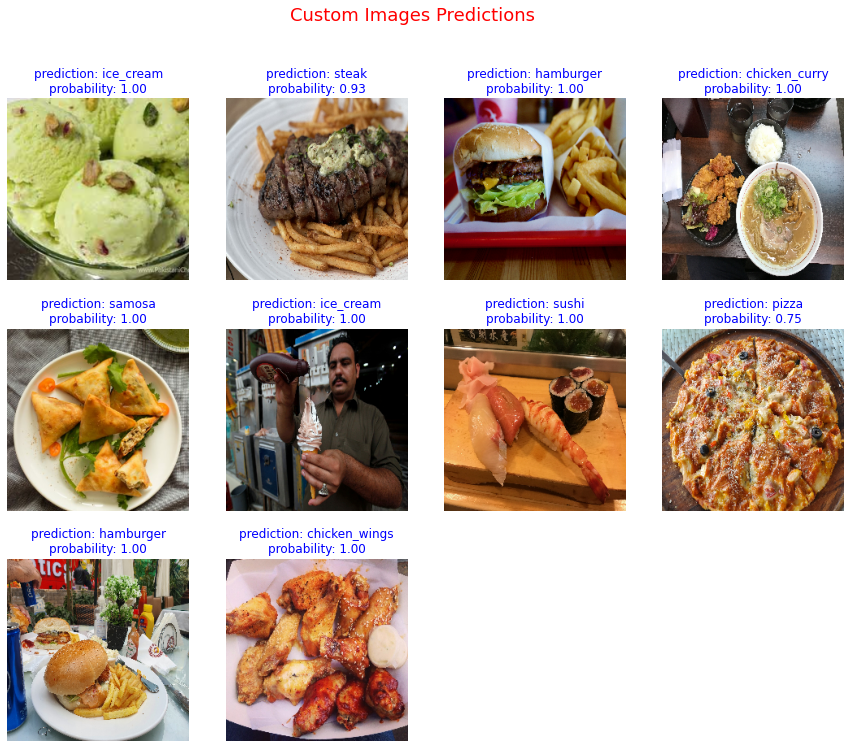 Custom Images Predictions
prediction: ice_cream
probability: 1.00
prediction: steak
probability: 0.93
prediction: hamburger
probability: 1.00
prediction: chicken_curry
probability: 1.00
prediction: samosa
probability: 1.00
prediction: ice_cream
probability: 1.00
prediction: sushi
probability: 1.00
prediction: pizza
probability: 0.75
prediction: hamburger
probability: 1.00
prediction: chicken_wings
probability: 1.00